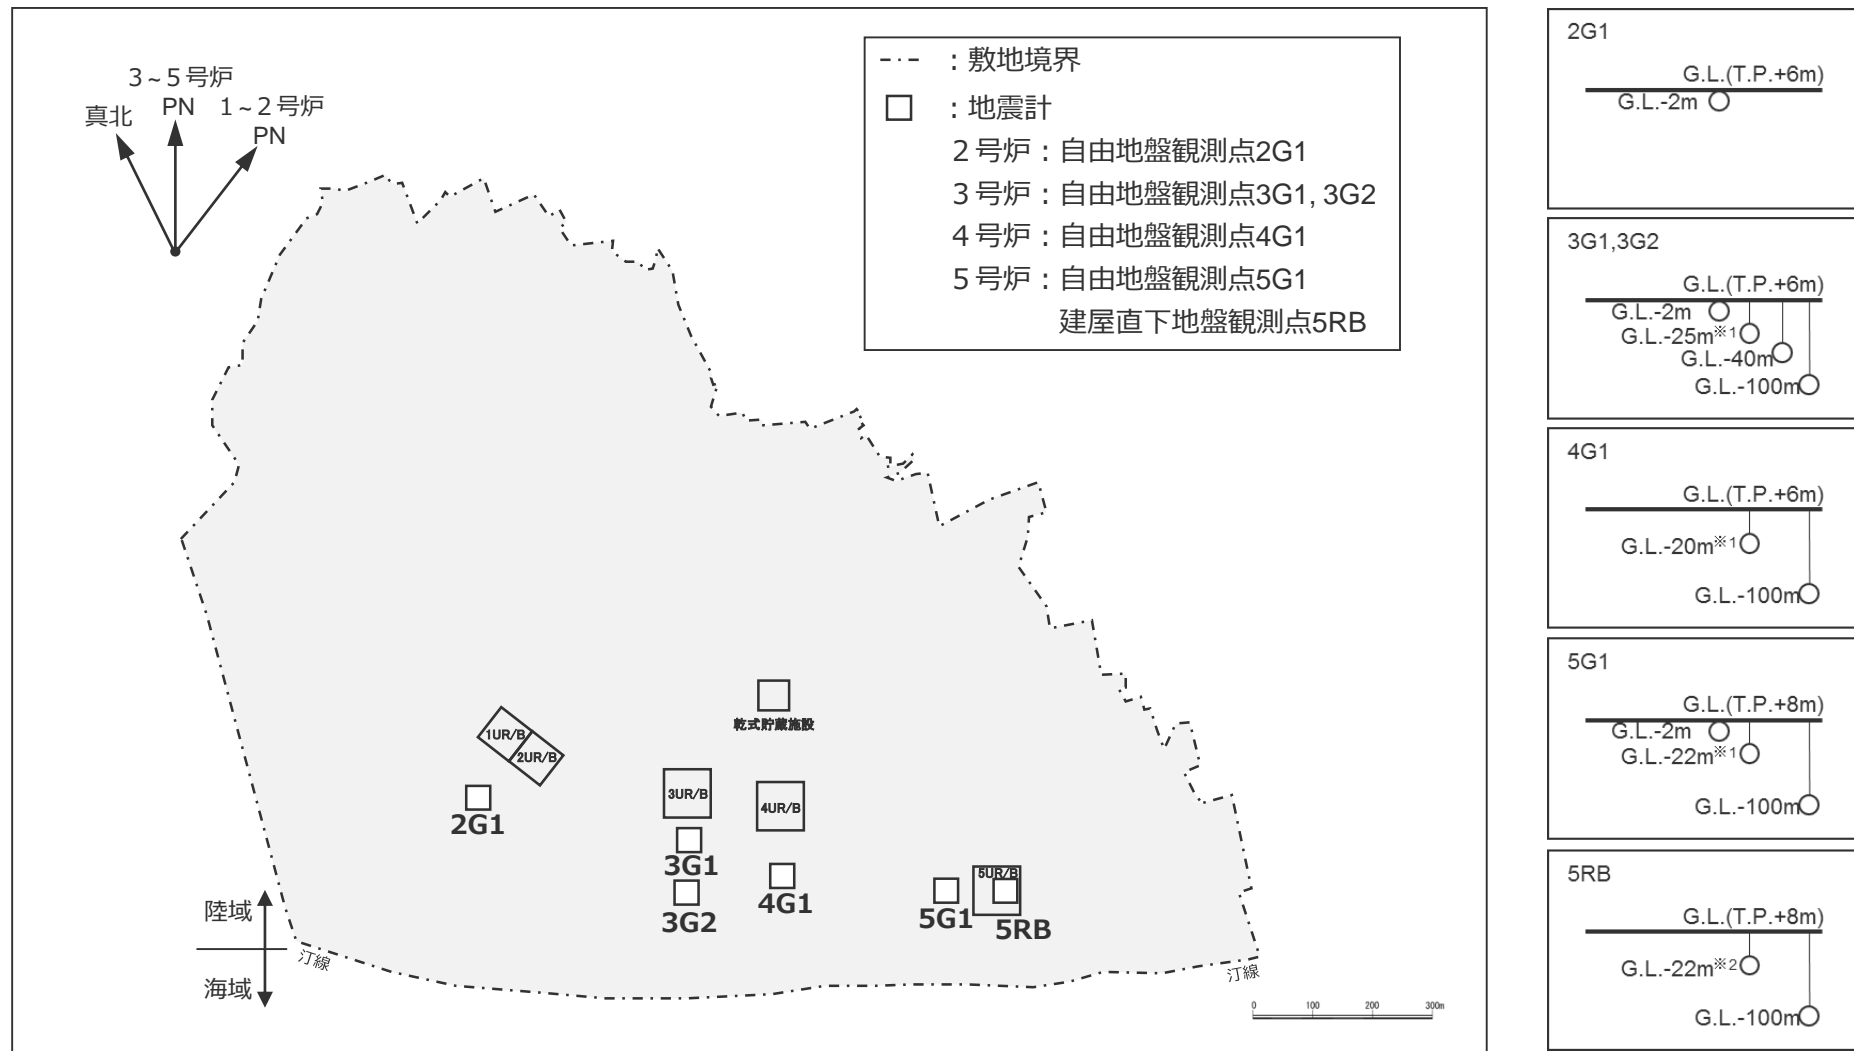 3~5号炉
PN
1~2号炉
PN
真北
：敷地境界
：地震計
2号炉：自由地盤観測点2G1
3号炉：自由地盤観測点3G1, 3G2
4号炉：自由地盤観測点4G1
5号炉：自由地盤観測点5G1
建屋直下地盤観測点5RB
乾式貯蔵施設
1UR/B
2UR/B
3UR/B
4UR/B
2G1
3G1
3G2
4G1
5UR/B
5G1
5RB
陸域
海域
汀線
汀線
0 100 200 300m
2G1
G.L.(T.P.+6m)
G.L.-2m
3G1,3G2
G.L.(T.P.+6m)
G.L.-2m
G.L.-25m※1
G.L.-40m
G.L.-100m
4G1
G.L.(T.P.+6m)
G.L.-20m※1
G.L.-100m
5G1
G.L.(T.P.+8m)
G.L.-2m
G.L.-22m※1
G.L.-100m
5RB
G.L.(T.P.+8m)
G.L.-22m※2
G.L.-100m